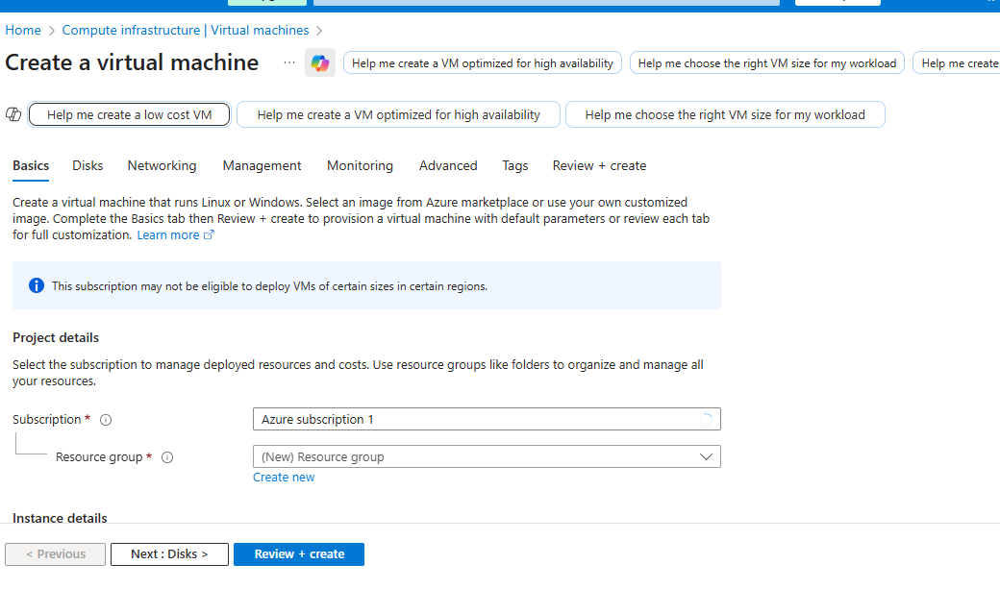 Home > Compute infrastructure | Virtual machines >
Create a virtual machine ... Help me create a VM optimized for high availability Help me choose the right VM size for my workload Help me create
Help me create a low cost VM Help me create a VM optimized for high availability Help me choose the right VM size for my workload
Basics Disks Networking Management Monitoring Advanced Tags Review + create
Create a virtual machine that runs Linux or Windows. Select an image from Azure marketplace or use your own customized
image. Complete the Basics tab then Review + create to provision a virtual machine with default parameters or review each tab
for full customization. Learn more
This subscription may not be eligible to deploy VMs of certain sizes in certain regions.
Project details
Select the subscription to manage deployed resources and costs. Use resource groups like folders to organize and manage all
your resources.
Subscription * Azure subscription 1
Resource group * (New) Resource group
Create new
Instance details
< Previous Next : Disks > Review + create